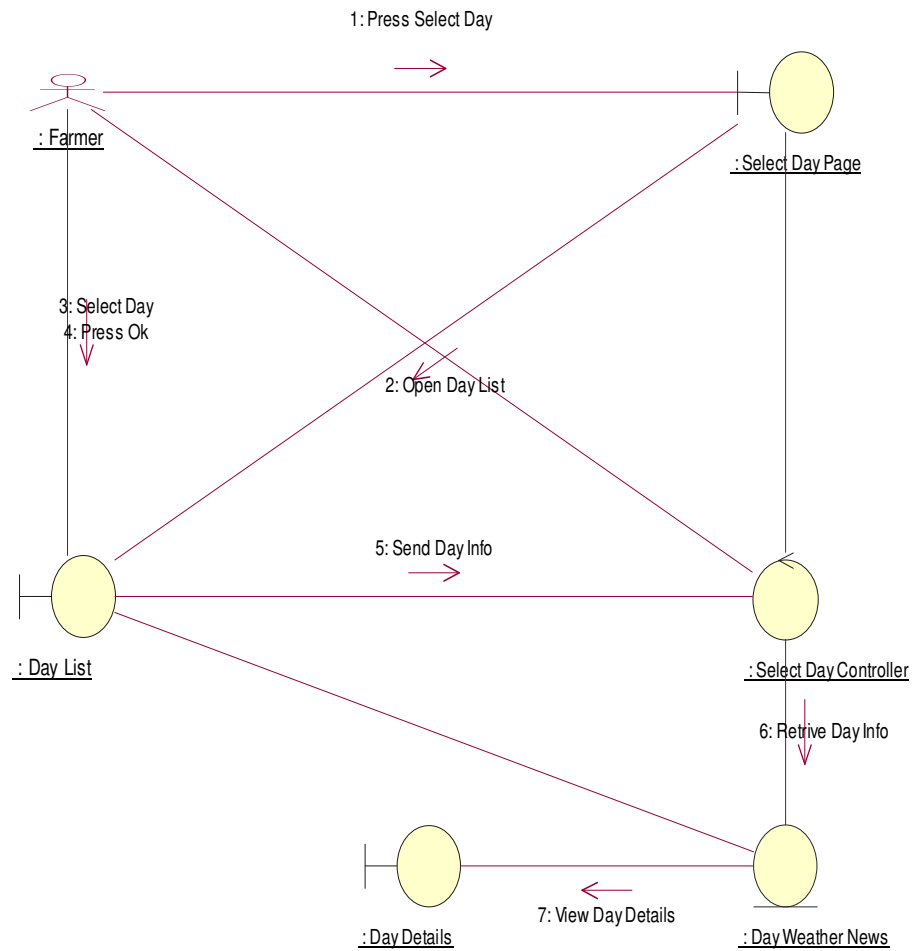 1: Press Select Day
: Farmer
: Select Day Page
3: Select Day
4: Press Ok
2: Open Day List
5: Send Day Info
: Day List
: Select Day Controller
6: Retrive Day Info
7: View Day Details
: Day Details
: Day Weather News